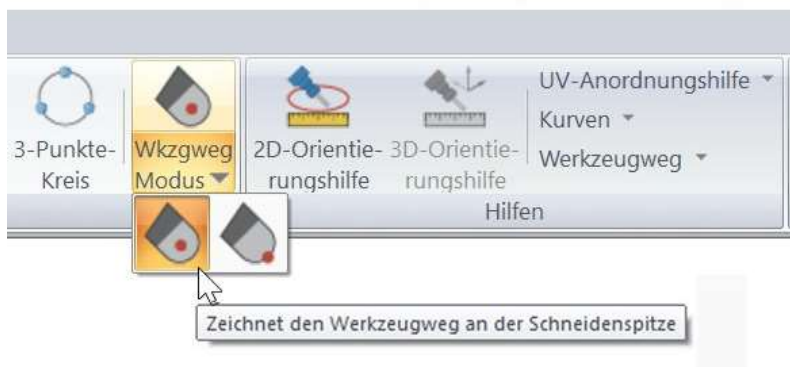 3-Punkte-
Kreis
Wkzgweg
Modus
2D-Orientie-
rungshilfe
3D-Orientie-
rungshilfe
UV-Anordnungshilfe
Kurven
Werkzeugweg
Hilfen
Zeichnet den Werkzeugweg an der Schneidenspitze